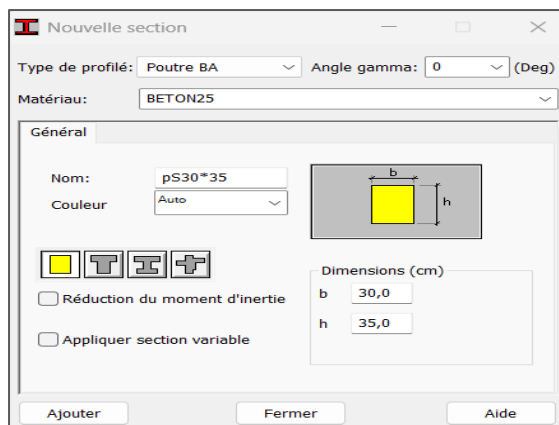 Nouvelle section
Type de profilé: Poutre BA Angle gamma: 0 (Deg)
Matériau: BETON25
Général
Nom: pS30*35
Couleur Auto
b
h
Réduction du moment d'inertie
Appliquer section variable
Dimensions (cm)
b 30,0
h 35,0
Ajouter Fermer Aide